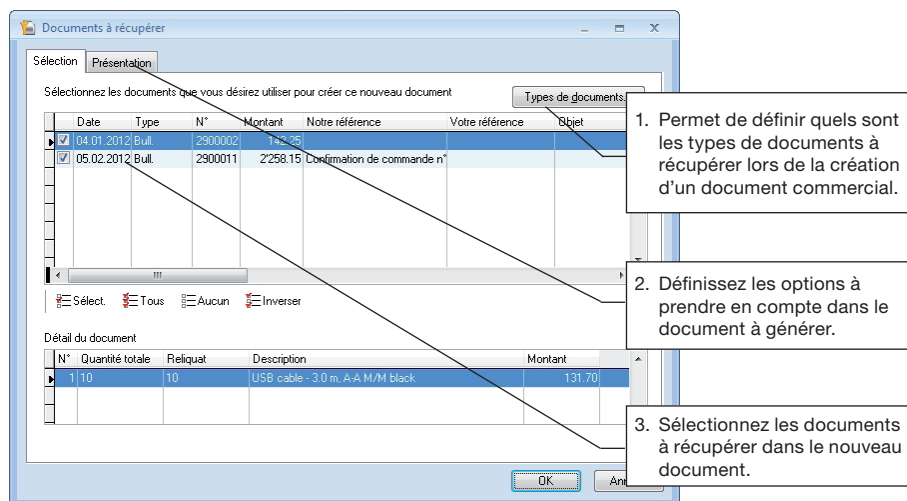 Documents à récupérer
Sélection Présentation
Sélectionnez les documents que vous désirez utiliser pour créer ce nouveau document
Types de documents...
Date Type N° Montant Notre référence Votre référence Objet
04.01.2012 Bull. 2900002 142.25
05.02.2012 Bull. 2900011 2'258.15 Confirmation de commande n°
Sélect. Tous Aucun Inverser
Détail du document
N° Quantité totale Reliquat Description Montant
1 10 10 USB cable - 3.0 m, A-A M/M black 131.70
OK
1. Permet de définir quels sont
les types de documents à
récupérer lors de la création
d'un document commercial.
2. Définissez les options à
prendre en compte dans le
document à générer.
3. Sélectionnez les documents
à récupérer dans le nouveau
document.